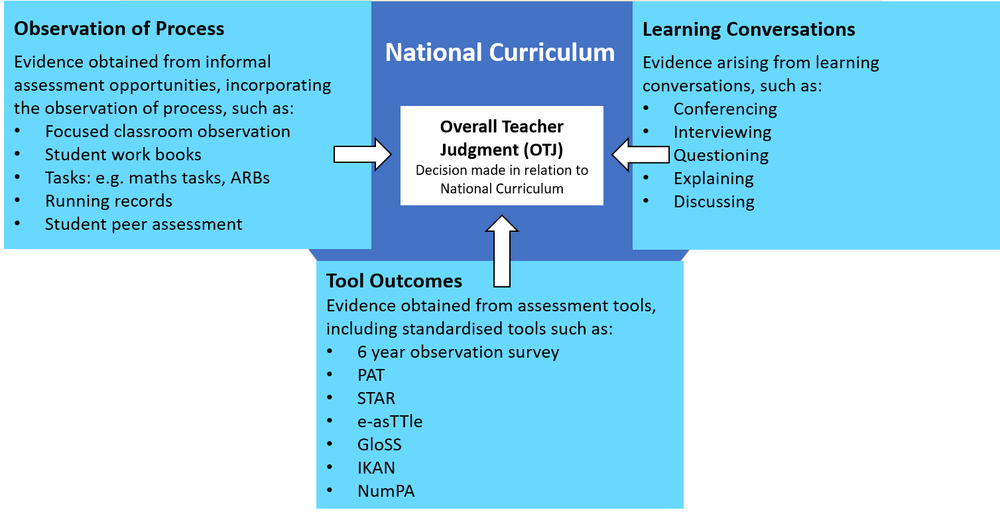 Observation of Process
Evidence obtained from informal
assessment opportunities, incorporating
the observation of process, such as:
• Focused classroom observation
• Student work books
• Tasks: e.g. maths tasks, ARBs
• Running records
• Student peer assessment
National Curriculum
Overall Teacher
Judgment (OTJ)
Decision made in relation to
National Curriculum
Learning Conversations
Evidence arising from learning
conversations, such as:
• Conferencing
• Interviewing
• Questioning
• Explaining
• Discussing
Tool Outcomes
Evidence obtained from assessment tools,
including standardised tools such as:
• 6 year observation survey
• PAT
• STAR
• e-asTTle
• GloSS
• IKAN
• NumPA